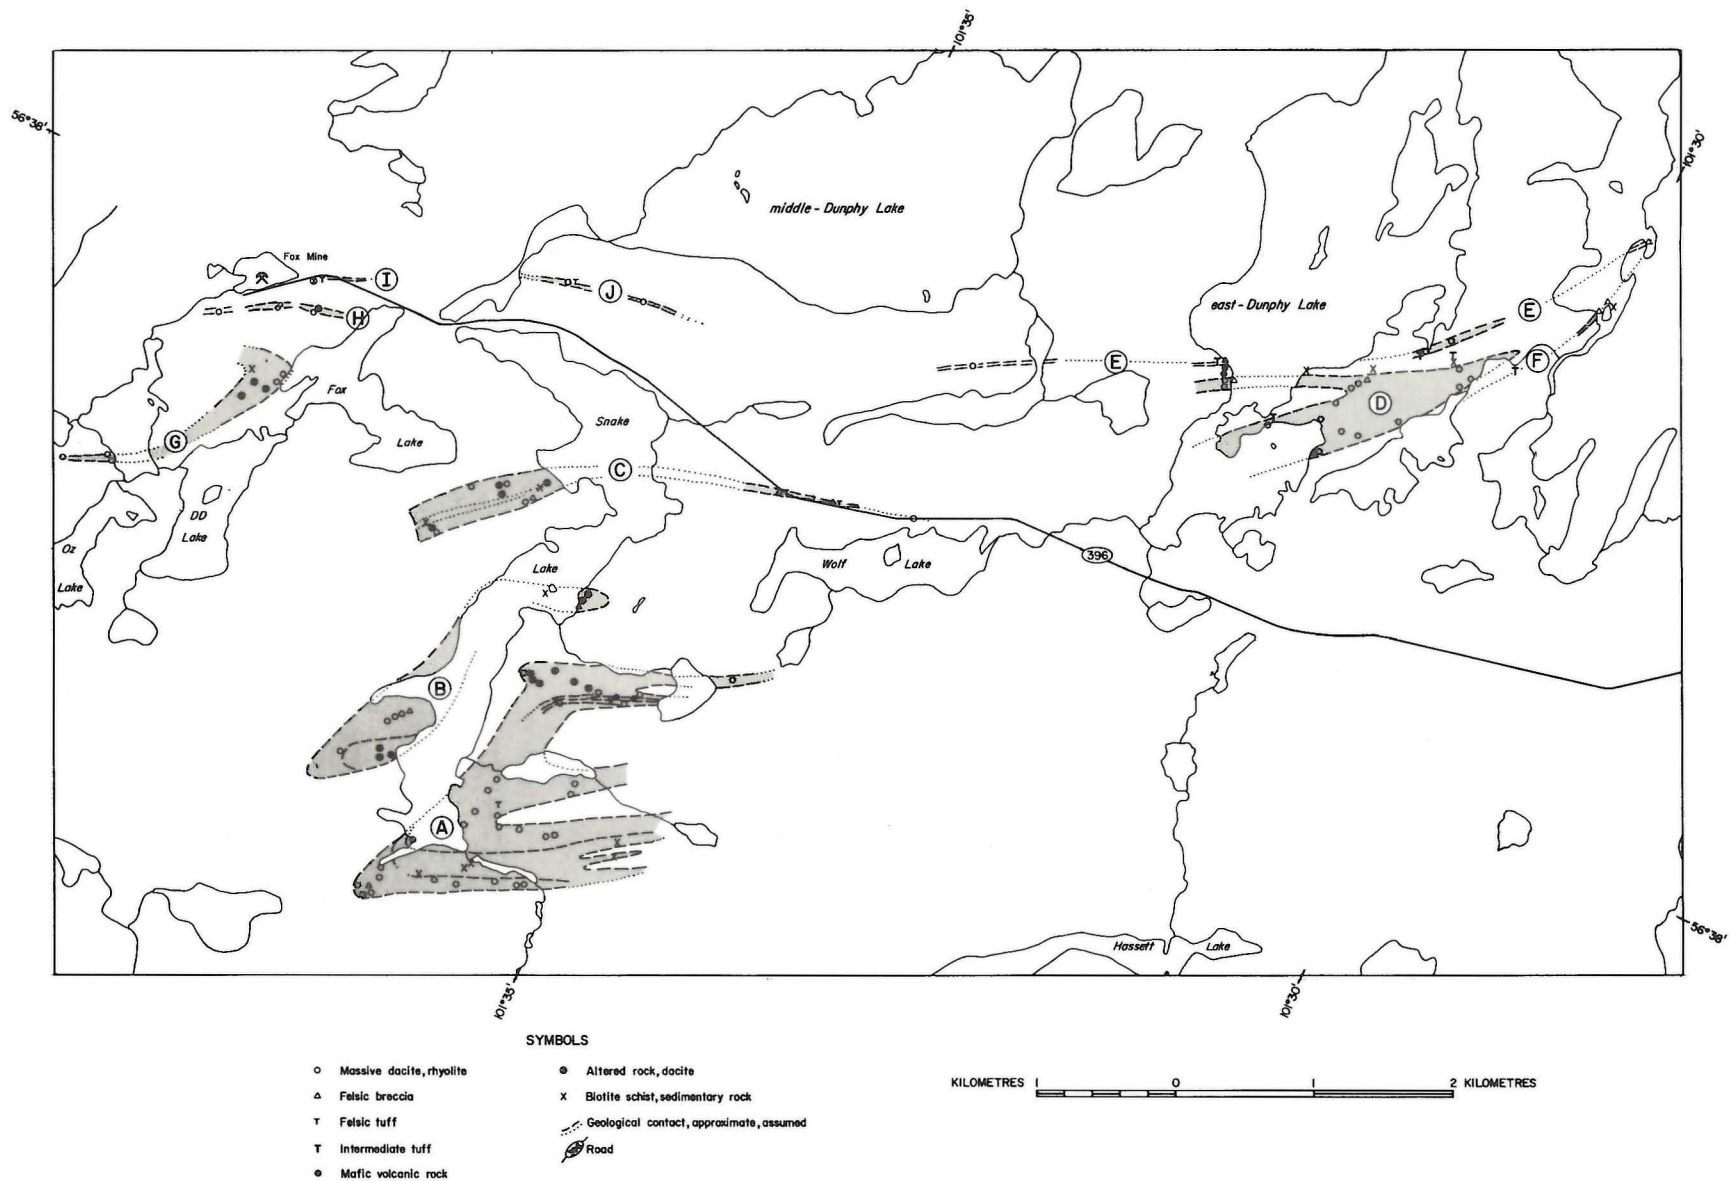 101°35'
56°38'
101°30'
middle-Dunphy Lake
Fox Mine
I
J
H
east-Dunphy Lake
E
E
F
D
Fox
Lake
Snake
G
C
DD
Lake
Oz
Lake
Lake
Wolf Lake
396
B
A
Hassett Lake
56°38'
101°35'
101°30'
SYMBOLS
Massive dacite, rhyolite
Felsic breccia
Felsic tuff
Intermediate tuff
Mafic volcanic rock
Altered rock, dacite
Biotite schist, sedimentary rock
Geological contact, approximate, assumed
Road
KILOMETRES 1 0 1 2 KILOMETRES